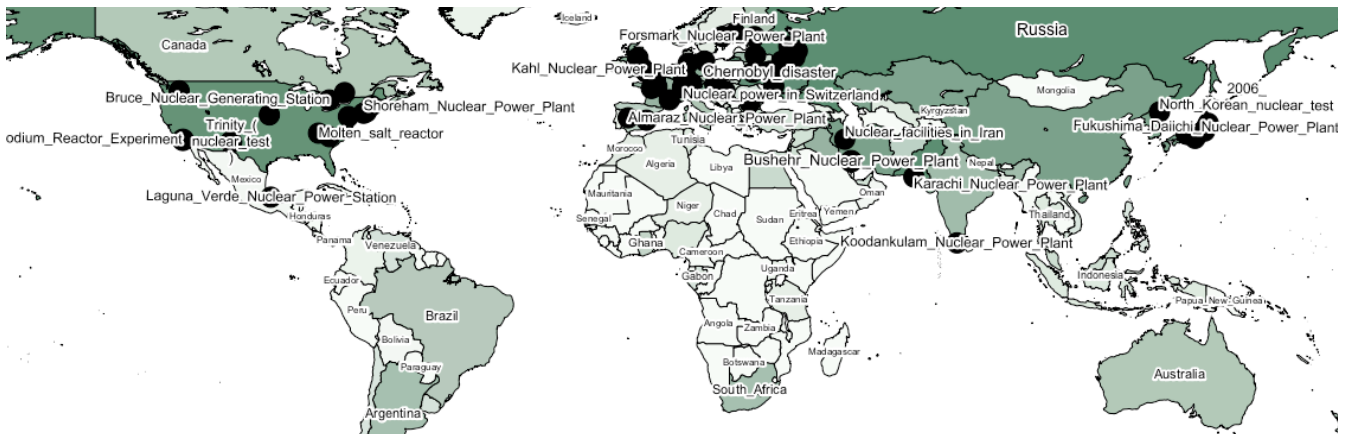 Iceland
Finland
Russia
Canada
Forsmark_Nuclear_Power_Plant
Kahl_Nuclear_Power_Plant
Chernobyl_disaster
Mongolia
2006_
North_Korean_nuclear_test
Bruce_Nuclear_Generating_Station
Shoreham_Nuclear_Power_Plant
Nuclear_power_in_Switzerland
Kyrgyzstan
Trinity_(
nuclear_test
Molten_salt_reactor
odium_Reactor_Experiment
Almaraz_Nuclear_Power_Plant
Nuclear_facilities_in_Iran
Fukushima_Daiichi_Nuclear_Power_Plant
Tunisia
Morocco
Algeria
Libya
Bushehr_Nuclear_Power_Plant
Nepal
Mexico
Karachi_Nuclear_Power_Plant
Laguna_Verde_Nuclear_Power_Station
Mauritania
Oman
Honduras
Senegal
Niger
Chad
Sudan
Eritrea
Yemen
Thailand
Panama
Venezuela
Ghana
Cameroon
Ethiopia
Koodankulam_Nuclear_Power_Plant
Ecuador
Gabon
Uganda
Indonesia
Peru
Brazil
Tanzania
Papua_New_Guinea
Bolivia
Angola
Zambia
Madagascar
Paraguay
Botswana
Australia
South_Africa
Argentina